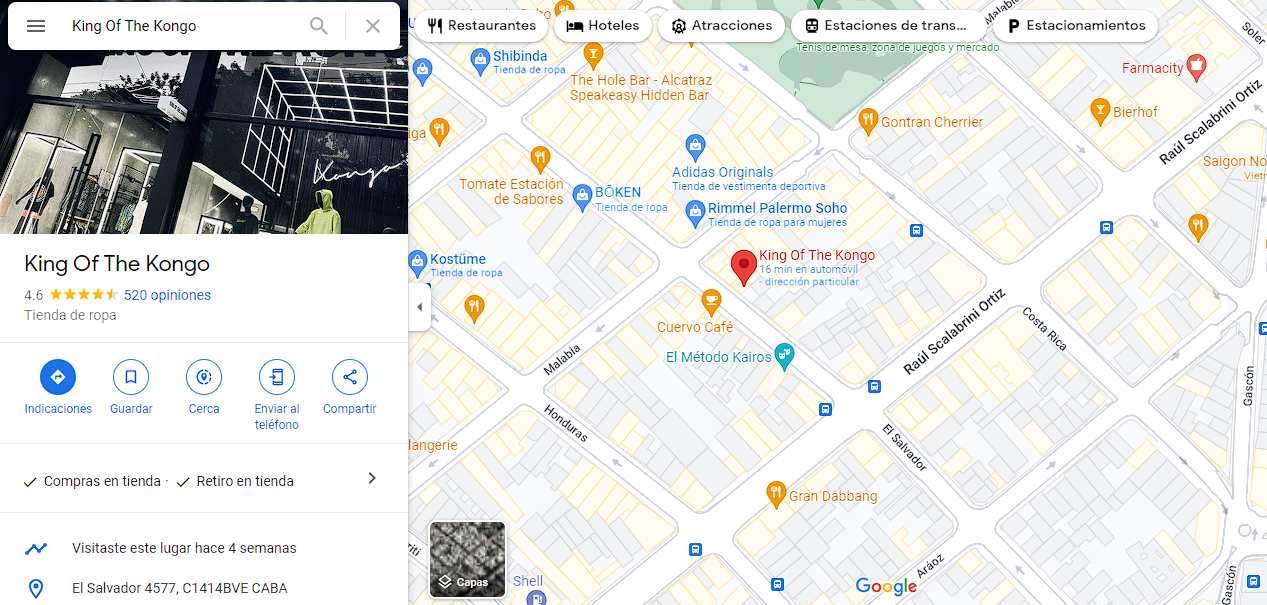 King Of The Kongo
Kongo
King Of The Kongo
4.6
520 opiniones
Tienda de ropa
Indicaciones
Guardar
Cerca
Enviar al
teléfono
Compartir
Compras en tienda ·
Retiro en tienda
Visitaste este lugar hace 4 semanas
El Salvador 4577, C1414BVE CABA
Restaurantes
Hoteles
Atracciones
Estaciones de trans...
Estacionamientos
Malabia
Soler
Tenis de mesa, zona de juegos y mercado
Shibinda
Tienda de ropa
The Hole Bar - Alcatraz
Speakeasy Hidden Bar
Farmacity
Bierhof
Gontran Cherrier
Raúl Scalabrini Ortiz
iga
Saigon No
Vietr
Adidas Originals
Tienda de vestimenta deportiva
Tomate Estación
de Sabores
BŌKEN
Tienda de ropa
Rimmel Palermo Soho
Tienda de ropa para mujeres
Kostüme
Tienda de ropa
King Of The Kongo
16 min en automóvil
- dirección particular
Cuervo Café
El Método Kairos
Malabia
Raúl Scalabrini Ortiz
Costa Rica
Gascón
Honduras
El Salvador
langerie
Gran Dabbang
Capas
Shell
Google
Aráoz
Gascón